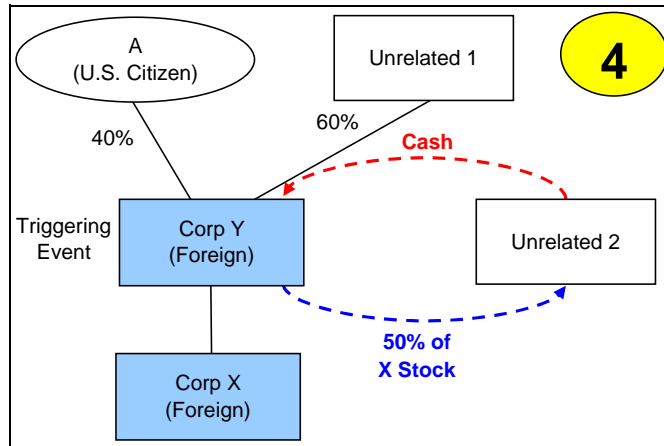 A
(U.S. Citizen)
Unrelated 1
4
40%
60%
Cash
Triggering
Event
Corp Y
(Foreign)
Unrelated 2
50% of
X Stock
Corp X
(Foreign)